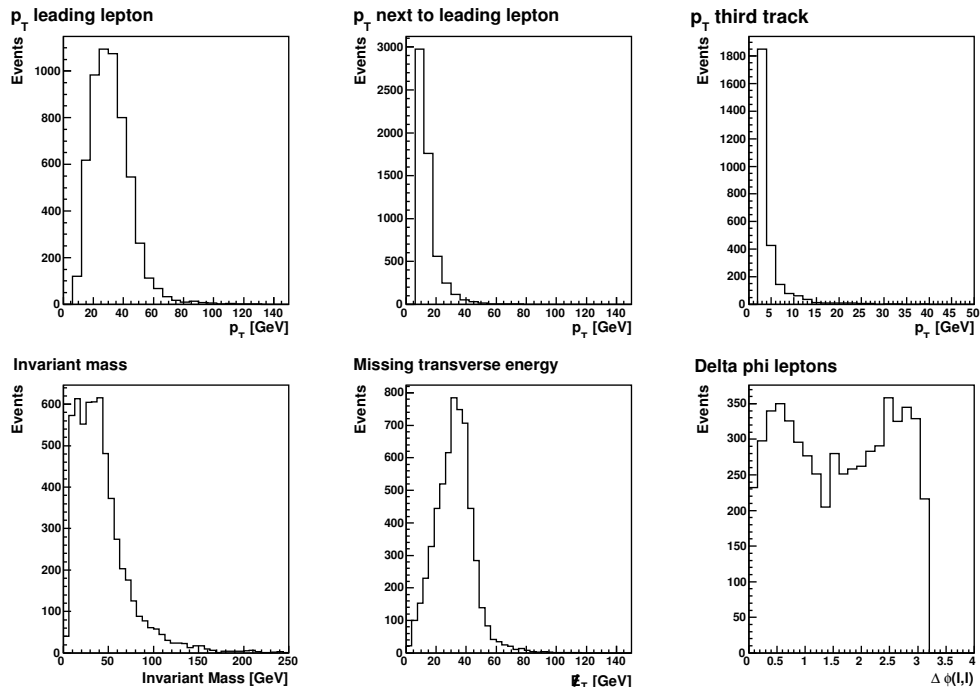 p_T leading lepton
Events
1000
800
600
400
200
0
0 20 40 60 80 100 120 140
p_T [GeV]
p_T next to leading lepton
Events
3000
2500
2000
1500
1000
500
0
0 20 40 60 80 100 120 140
p_T [GeV]
p_T third track
Events
1800
1600
1400
1200
1000
800
600
400
200
0
0 5 10 15 20 25 30 35 40 45 50
p_T [GeV]
Invariant mass
Events
600
500
400
300
200
100
0
0 50 100 150 200 250
Invariant Mass [GeV]
Missing transverse energy
Events
800
700
600
500
400
300
200
100
0
0 20 40 60 80 100 120 140
E̸_T [GeV]
Delta phi leptons
Events
350
300
250
200
150
100
50
0
0 0.5 1 1.5 2 2.5 3 3.5 4
Δ ϕ(l,l)